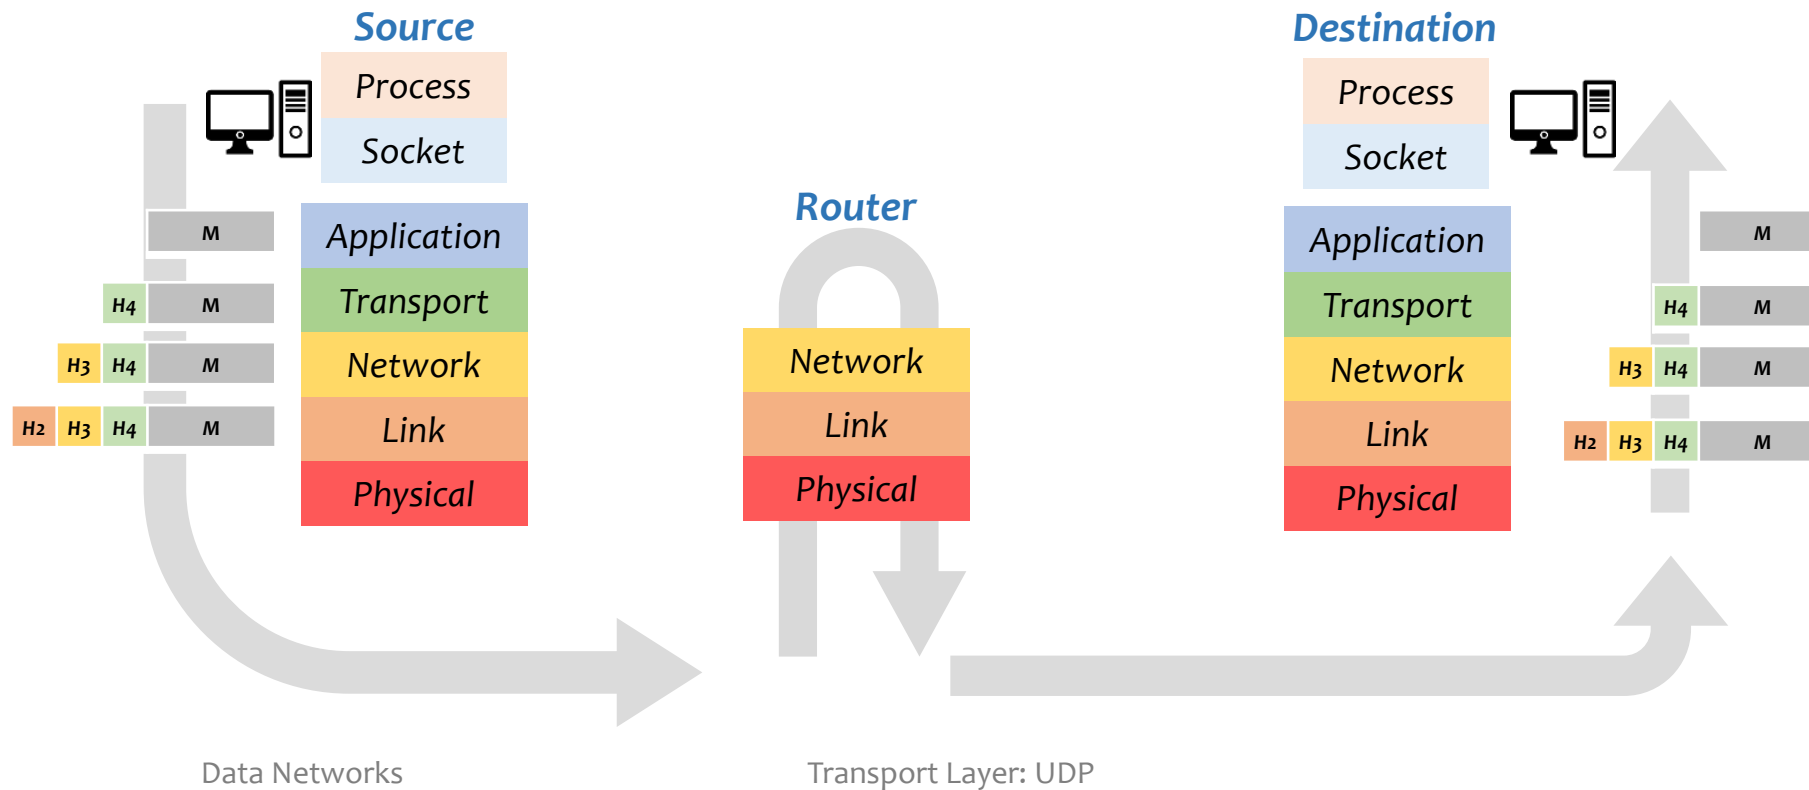 Source
Destination
Process
Socket
Process
Socket
Router
M
Application
H4 M
Transport
H3 H4 M
Network
H2 H3 H4 M
Link
Physical
Network
Link
Physical
Application
M
Transport
H4 M
Network
H3 H4 M
Link
H2 H3 H4 M
Physical
Data Networks
Transport Layer: UDP